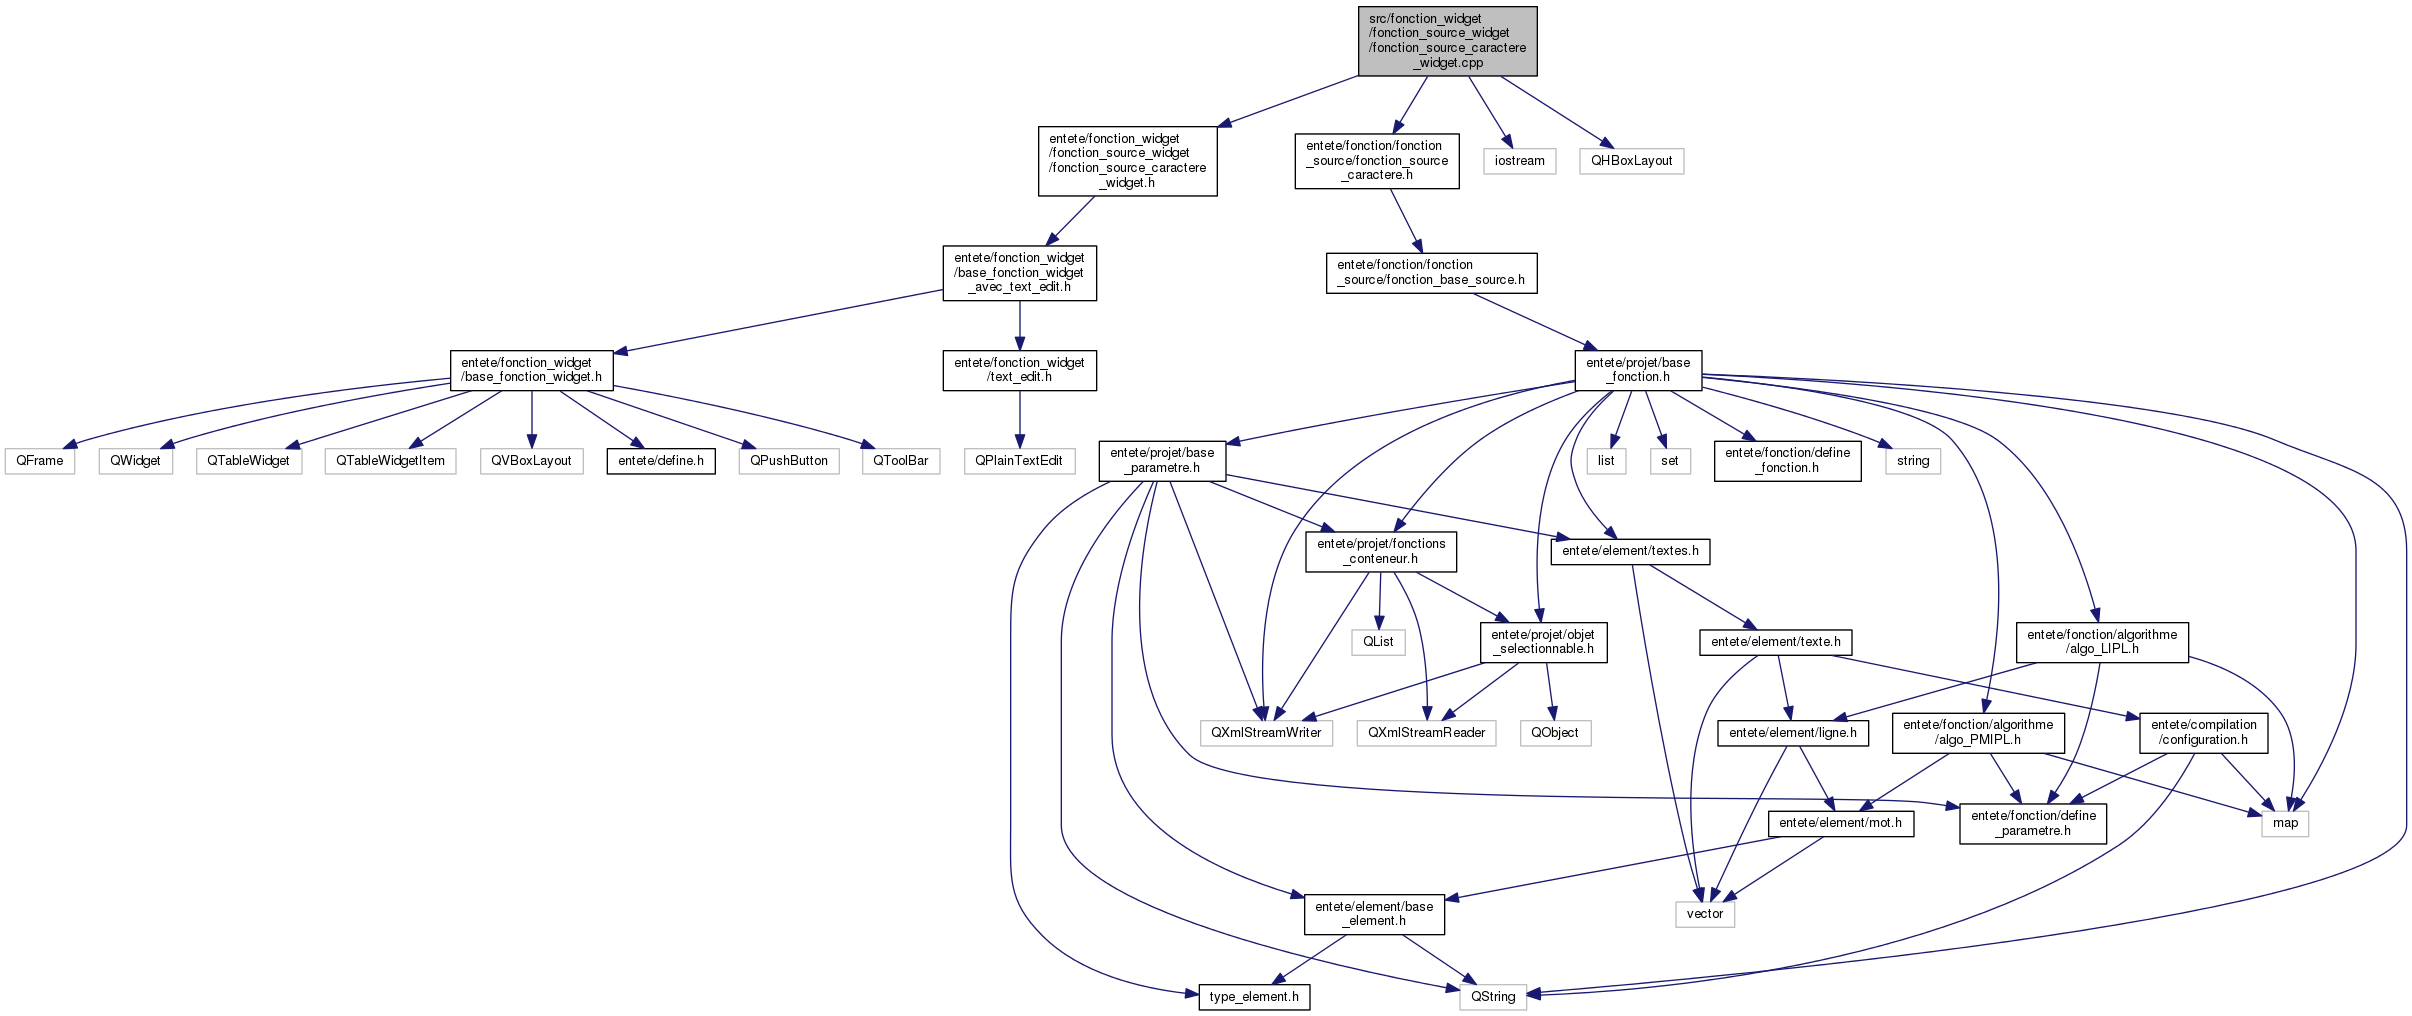 src/fonction_widget
/fonction_source_widget
/fonction_source_caractere
_widget.cpp
entete/fonction_widget
/fonction_source_widget
/fonction_source_caractere
_widget.h
entete/fonction/fonction
_source/fonction_source
_caractere.h
iostream
QHBoxLayout
entete/fonction_widget
/base_fonction_widget
_avec_text_edit.h
entete/fonction/fonction
_source/fonction_base_source.h
entete/fonction_widget
/base_fonction_widget.h
entete/fonction_widget
/text_edit.h
entete/projet/base
_fonction.h
QFrame
QWidget
QTableWidget
QTableWidgetItem
QVBoxLayout
entete/define.h
QPushButton
QToolBar
QPlainTextEdit
entete/projet/base
_parametre.h
list
set
entete/fonction/define
_fonction.h
string
entete/projet/fonctions
_conteneur.h
entete/element/textes.h
QList
entete/projet/objet
_selectionnable.h
entete/element/texte.h
entete/fonction/algorithme
/algo_LIPL.h
QXmlStreamWriter
QXmlStreamReader
QObject
entete/element/ligne.h
entete/fonction/algorithme
/algo_PMIPL.h
entete/compilation
/configuration.h
entete/element/mot.h
entete/fonction/define
_parametre.h
map
entete/element/base
_element.h
vector
type_element.h
QString